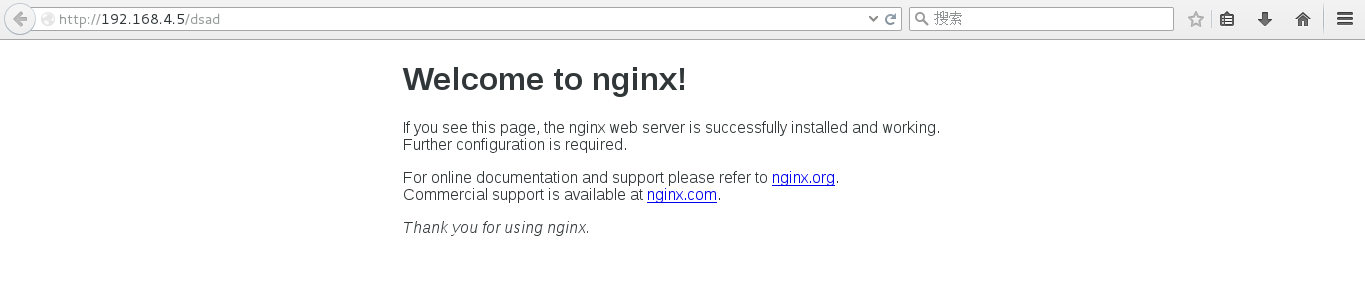 http://192.168.4.5/dsad
搜索
Welcome to nginx!
If you see this page, the nginx web server is successfully installed and working.
Further configuration is required.
For online documentation and support please refer to nginx.org.
Commercial support is available at nginx.com.
Thank you for using nginx.